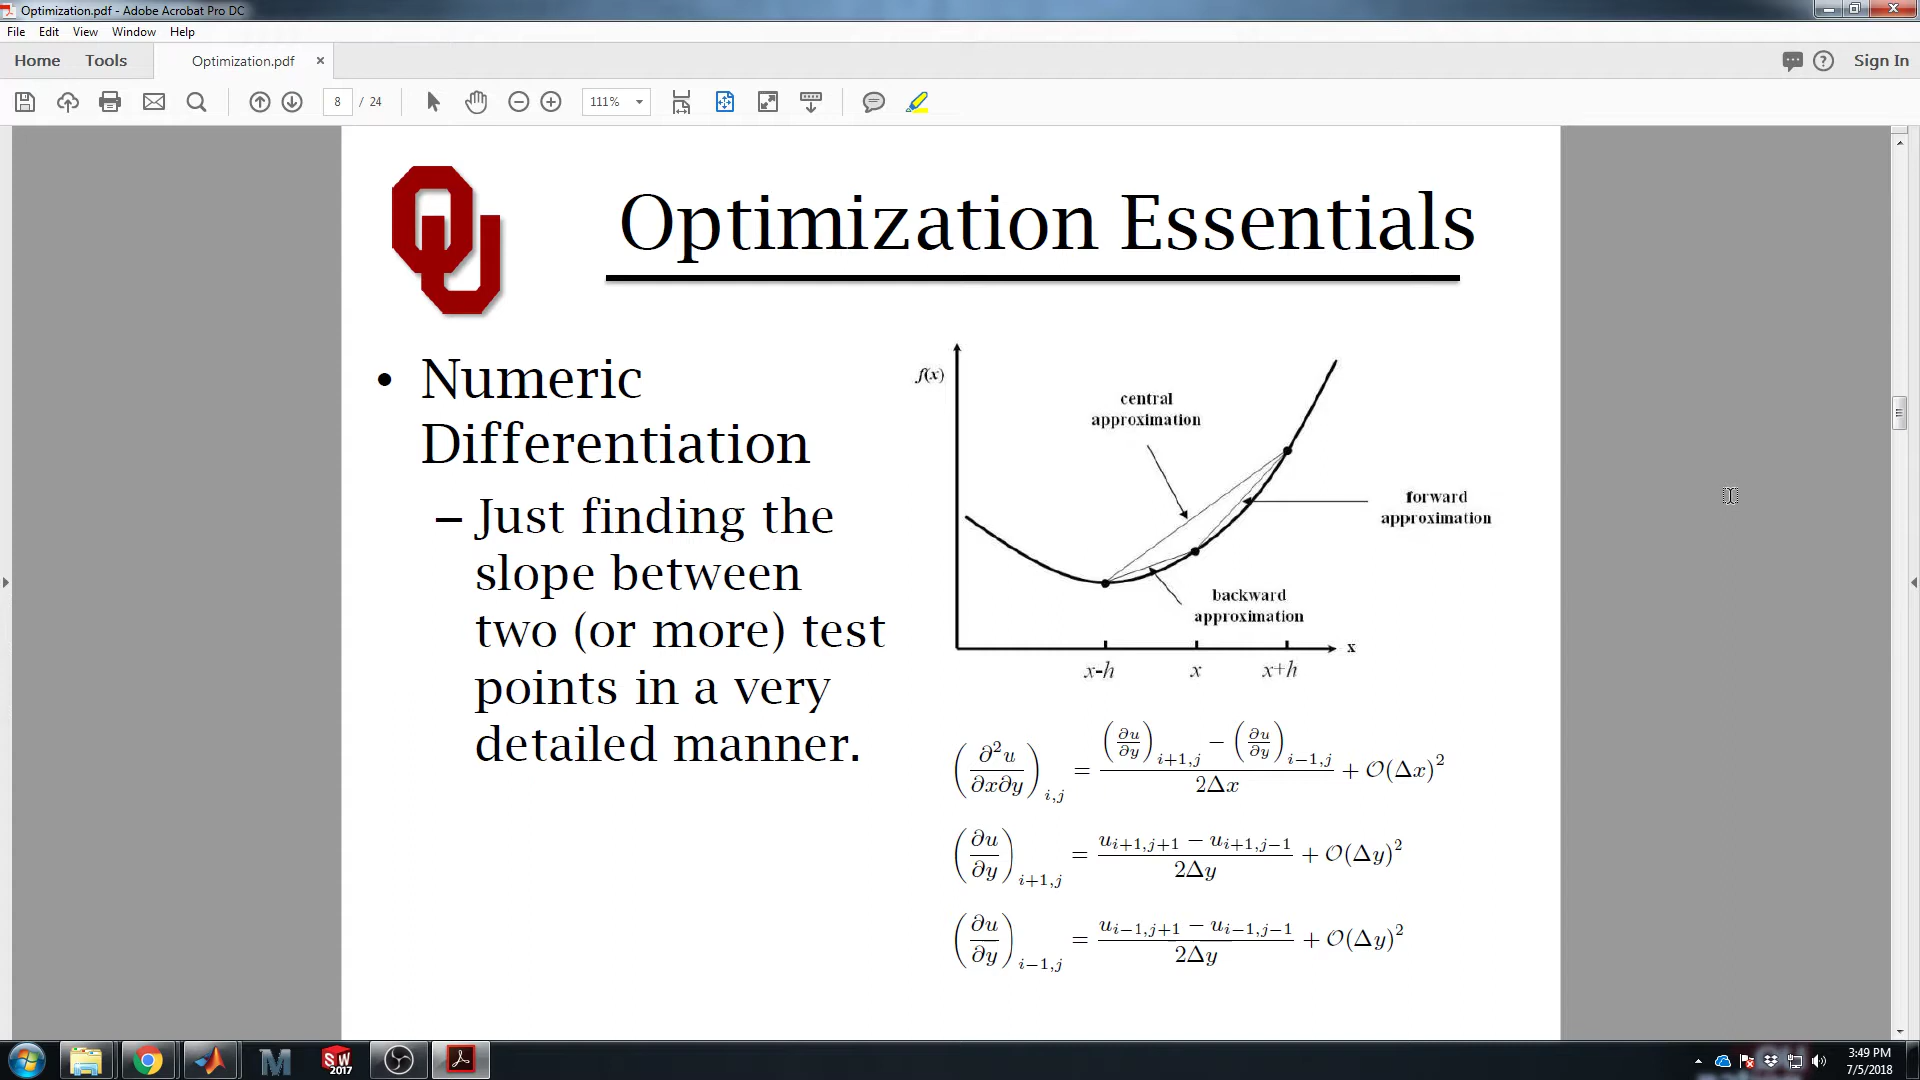 Optimization.pdf - Adobe Acrobat Pro DC
File Edit View Window Help
Home Tools Optimization.pdf × Sign In
8 / 24 111%
OU
Optimization Essentials
• Numeric
Differentiation
– Just finding the
slope between
two (or more) test
points in a very
detailed manner.
f(x)
central
approximation
forward
approximation
backward
approximation
x
x-h x x+h
(∂²u/∂x∂y)_{i,j} = ((∂u/∂y)_{i+1,j} − (∂u/∂y)_{i−1,j})/(2Δx) + 𝒪(Δx)²
(∂u/∂y)_{i+1,j} = (u_{i+1,j+1} − u_{i+1,j−1})/(2Δy) + 𝒪(Δy)²
(∂u/∂y)_{i−1,j} = (u_{i−1,j+1} − u_{i−1,j−1})/(2Δy) + 𝒪(Δy)²
SW
2017
3:49 PM
7/5/2018